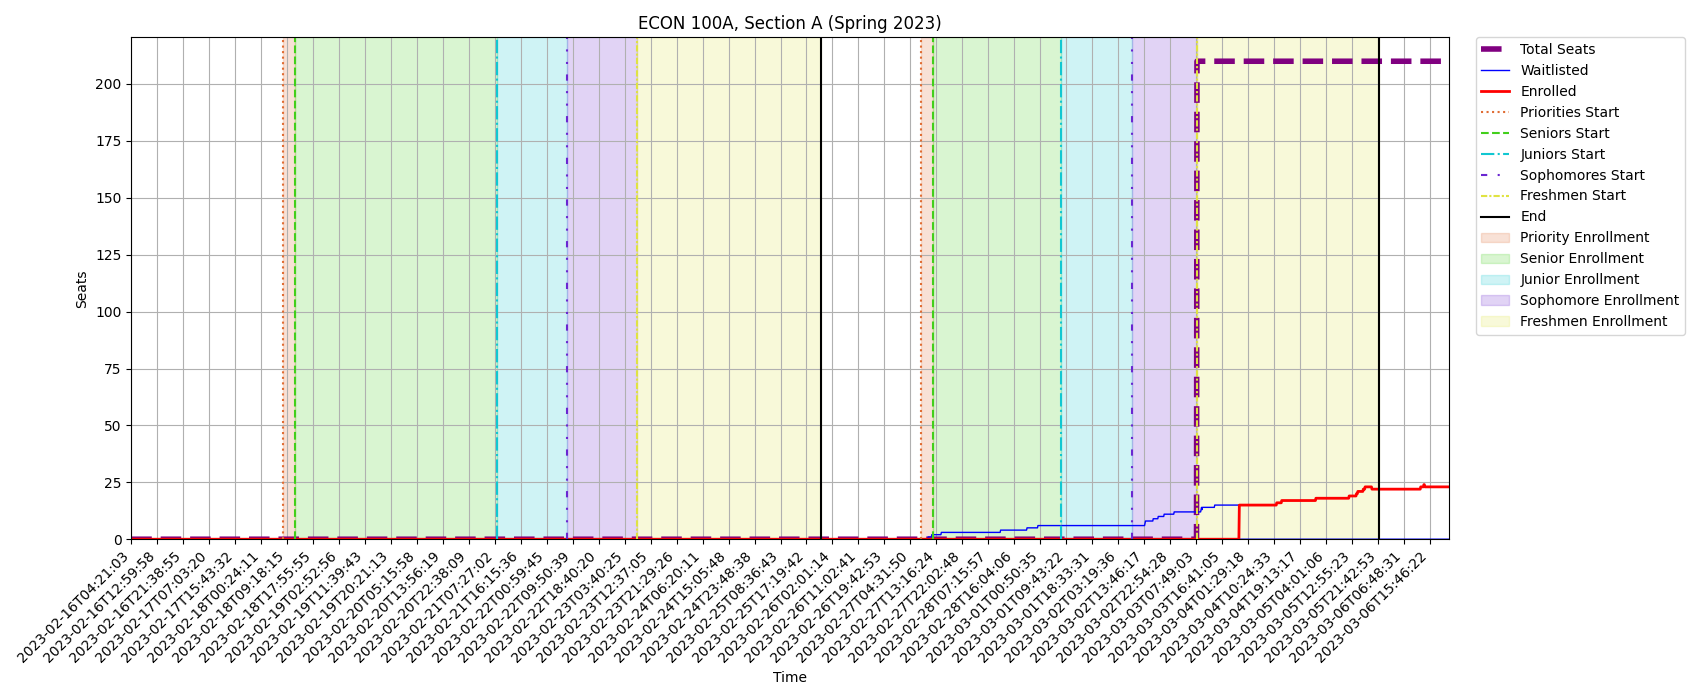 ECON 100A, Section A (Spring 2023)
Seats
200
175
150
125
100
75
50
25
0
2023-02-16T04:21:03
2023-02-16T12:59:58
2023-02-16T21:38:55
2023-02-17T07:03:20
2023-02-17T15:43:32
2023-02-18T00:24:11
2023-02-18T09:18:15
2023-02-18T17:55:55
2023-02-19T02:52:56
2023-02-19T11:39:43
2023-02-19T20:21:13
2023-02-20T05:15:58
2023-02-20T13:56:19
2023-02-20T22:38:09
2023-02-21T07:27:02
2023-02-21T16:15:36
2023-02-22T00:59:45
2023-02-22T09:50:39
2023-02-22T18:40:20
2023-02-23T03:40:25
2023-02-23T12:37:05
2023-02-23T21:29:26
2023-02-24T06:20:11
2023-02-24T15:05:48
2023-02-24T23:48:38
2023-02-25T08:36:43
2023-02-25T17:19:42
2023-02-26T02:01:14
2023-02-26T11:02:41
2023-02-26T19:42:53
2023-02-27T04:31:50
2023-02-27T13:16:24
2023-02-27T22:02:48
2023-02-28T07:15:57
2023-02-28T16:04:06
2023-03-01T00:50:35
2023-03-01T09:43:22
2023-03-01T18:33:31
2023-03-02T03:19:36
2023-03-02T13:46:17
2023-03-02T22:54:28
2023-03-03T07:49:03
2023-03-03T16:41:05
2023-03-04T01:29:18
2023-03-04T10:24:33
2023-03-04T19:13:17
2023-03-05T04:01:06
2023-03-05T12:55:23
2023-03-05T21:42:53
2023-03-06T06:48:31
2023-03-06T15:46:22
Time
Total Seats
Waitlisted
Enrolled
Priorities Start
Seniors Start
Juniors Start
Sophomores Start
Freshmen Start
End
Priority Enrollment
Senior Enrollment
Junior Enrollment
Sophomore Enrollment
Freshmen Enrollment